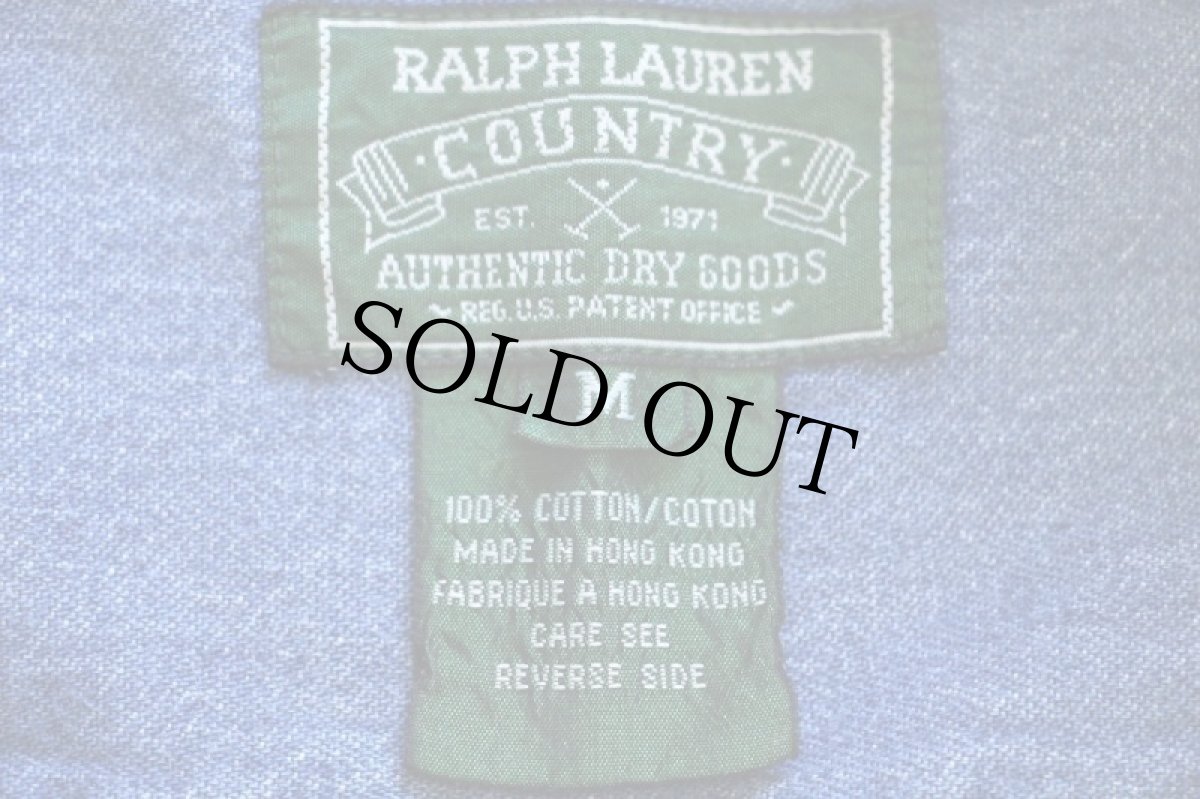 RALPH LAUREN
·COUNTRY·
EST. 1971
AUTHENTIC DRY GOODS
~ REG. U.S. PATENT OFFICE ~
SOLD OUT
M
100% COTTON/COTON
MADE IN HONG KONG
FABRIQUE A HONG KONG
CARE SEE
REVERSE SIDE